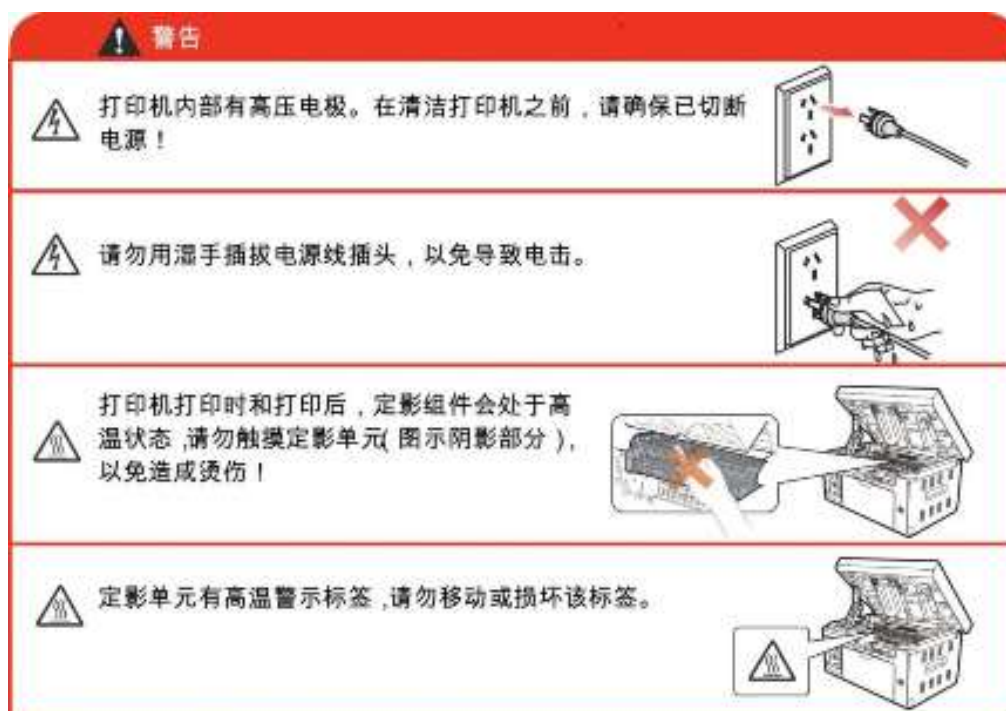 警告
打印机内部有高压电极。在清洁打印机之前，请确保已切断
电源！
请勿用湿手插拔电源线插头，以免导致电击。
打印机打印时和打印后，定影组件会处于高
温状态，请勿触摸定影单元（图示阴影部分），
以免造成烫伤！
定影单元有高温警示标签，请勿移动或损坏该标签。